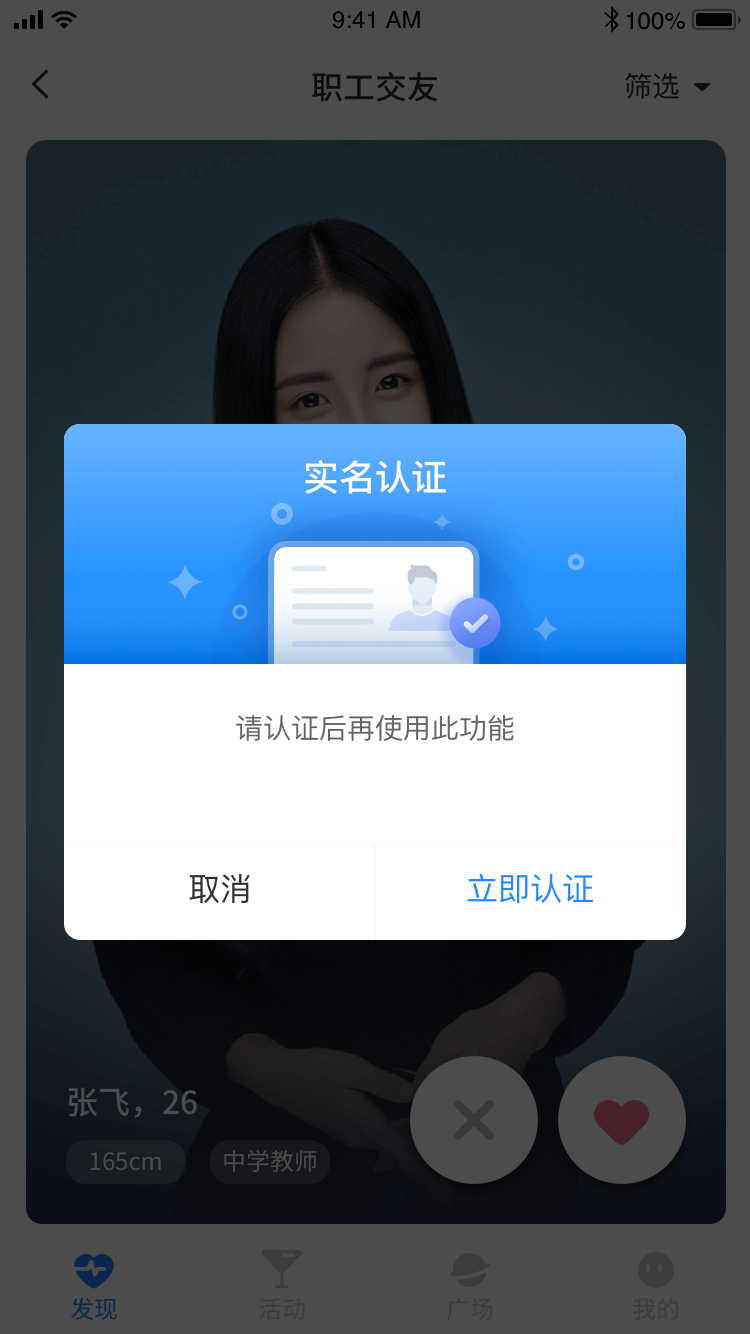 9:41 AM
100%
职工交友
筛选
实名认证
请认证后再使用此功能
取消
立即认证
张飞，26
165cm
中学教师
发现
活动
广场
我的